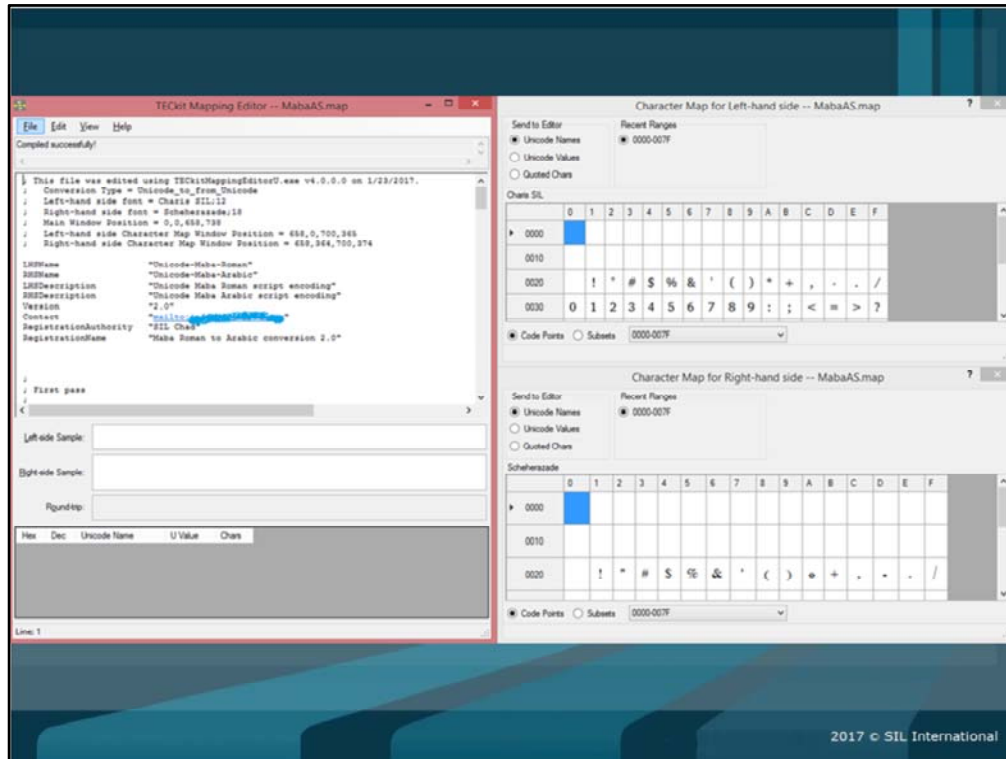 TECkit Mapping Editor -- MabaAS.map
File Edit View Help
Compiled successfully!
; This file was edited using TECkitMappingEditorU.exe v4.0.0.0 on 1/23/2017.
; Conversion Type = Unicode_to_from_Unicode
; Left-hand side font = Charis SIL;12
; Right-hand side font = Scheherazade;18
; Main Window Position = 0,0,658,738
; Left-hand side Character Map Window Position = 658,0,700,365
; Right-hand side Character Map Window Position = 658,364,700,374
LHSName "Unicode-Maba-Roman"
RHSName "Unicode-Maba-Arabic"
LHSDescription "Unicode Maba Roman script encoding"
RHSDescription "Unicode Maba Arabic script encoding"
Version "2.0"
Contact "mailto: "
RegistrationAuthority "SIL Chad"
RegistrationName "Maba Roman to Arabic conversion 2.0"
;
; First pass
;
Left-side Sample:
Right-side Sample:
Round-trip:
Hex Dec Unicode Name U Value Chars
Line: 1
Character Map for Left-hand side -- MabaAS.map ? x
Send to Editor Recent Ranges
Unicode Names 0000-007F
Unicode Values
Quoted Chars
Charis SIL
0 1 2 3 4 5 6 7 8 9 A B C D E F
0000
0010
0020 ! " # $ % & ' ( ) * + , - . /
0030 0 1 2 3 4 5 6 7 8 9 : ; < = > ?
Code Points Subsets 0000-007F
Character Map for Right-hand side -- MabaAS.map ? x
Send to Editor Recent Ranges
Unicode Names 0000-007F
Unicode Values
Quoted Chars
Scheherazade
0 1 2 3 4 5 6 7 8 9 A B C D E F
0000
0010
0020 ! " # $ % & ' ( ) * + , - . /
Code Points Subsets 0000-007F
2017 © SIL International